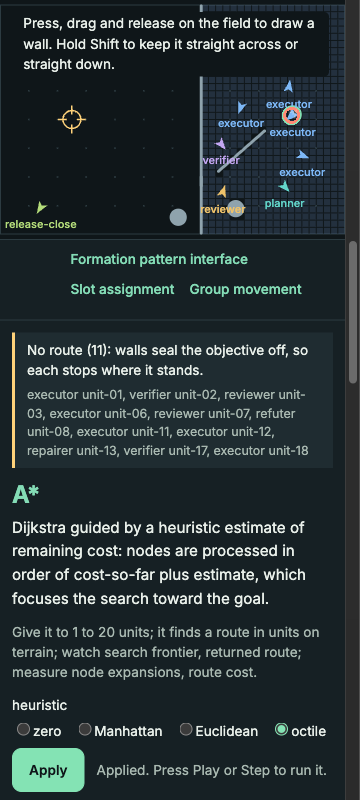 Press, drag and release on the field to draw a
wall. Hold Shift to keep it straight across or
straight down.
executor
executor
executor
verifier
executor
reviewer
planner
release-close
Formation pattern interface
Slot assignment Group movement
No route (11): walls seal the objective off, so
each stops where it stands.
executor unit-01, verifier unit-02, reviewer unit-
03, executor unit-06, reviewer unit-07, refuter
unit-08, executor unit-11, executor unit-12,
repairer unit-13, verifier unit-17, executor unit-18
A*
Dijkstra guided by a heuristic estimate of
remaining cost: nodes are processed in
order of cost-so-far plus estimate, which
focuses the search toward the goal.
Give it to 1 to 20 units; it finds a route in units on
terrain; watch search frontier, returned route;
measure node expansions, route cost.
heuristic
zero Manhattan Euclidean octile
Apply Applied. Press Play or Step to run it.